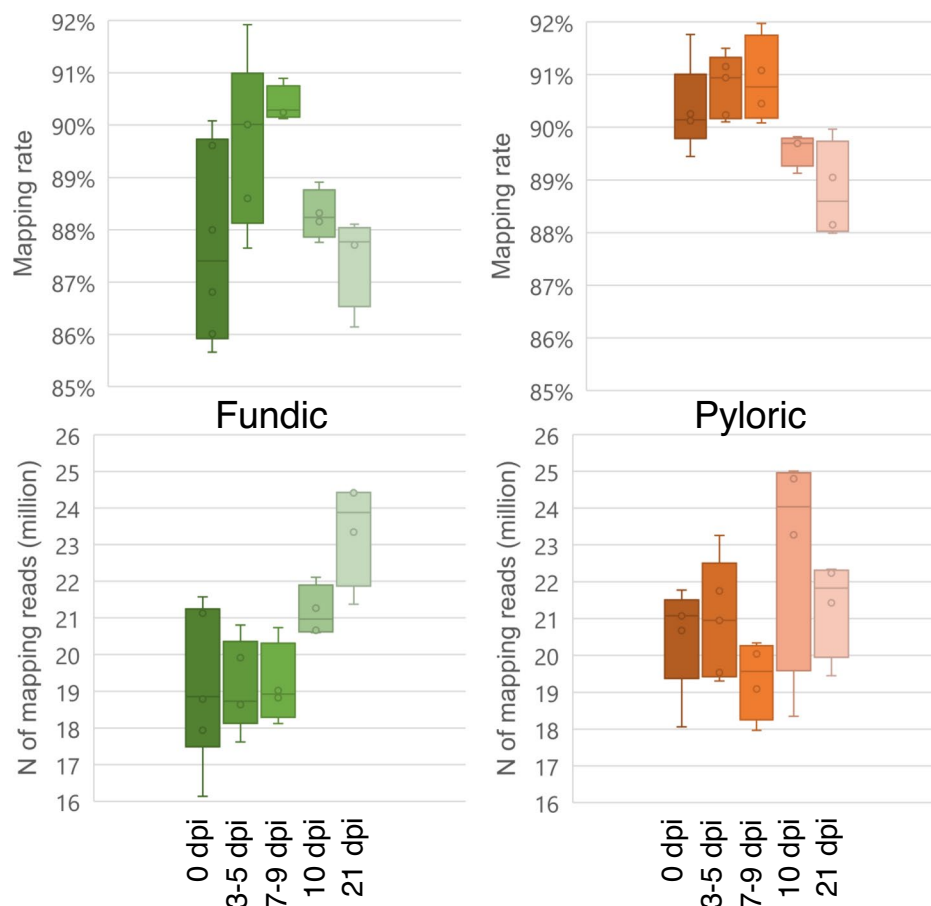 92%
91%
90%
89%
88%
87%
86%
85%
Mapping rate
Fundic
92%
91%
90%
89%
88%
87%
86%
85%
Mapping rate
Pyloric
26
25
24
23
22
21
20
19
18
17
16
N of mapping reads (million)
0 dpi
3-5 dpi
7-9 dpi
10 dpi
21 dpi
26
25
24
23
22
21
20
19
18
17
16
N of mapping reads (million)
0 dpi
3-5 dpi
7-9 dpi
10 dpi
21 dpi